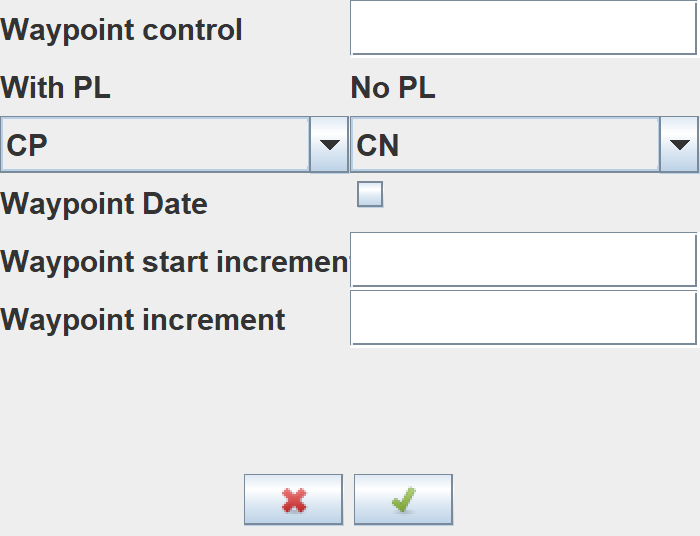 Waypoint control
With PL No PL
CP CN
Waypoint Date
Waypoint start incremen
Waypoint increment